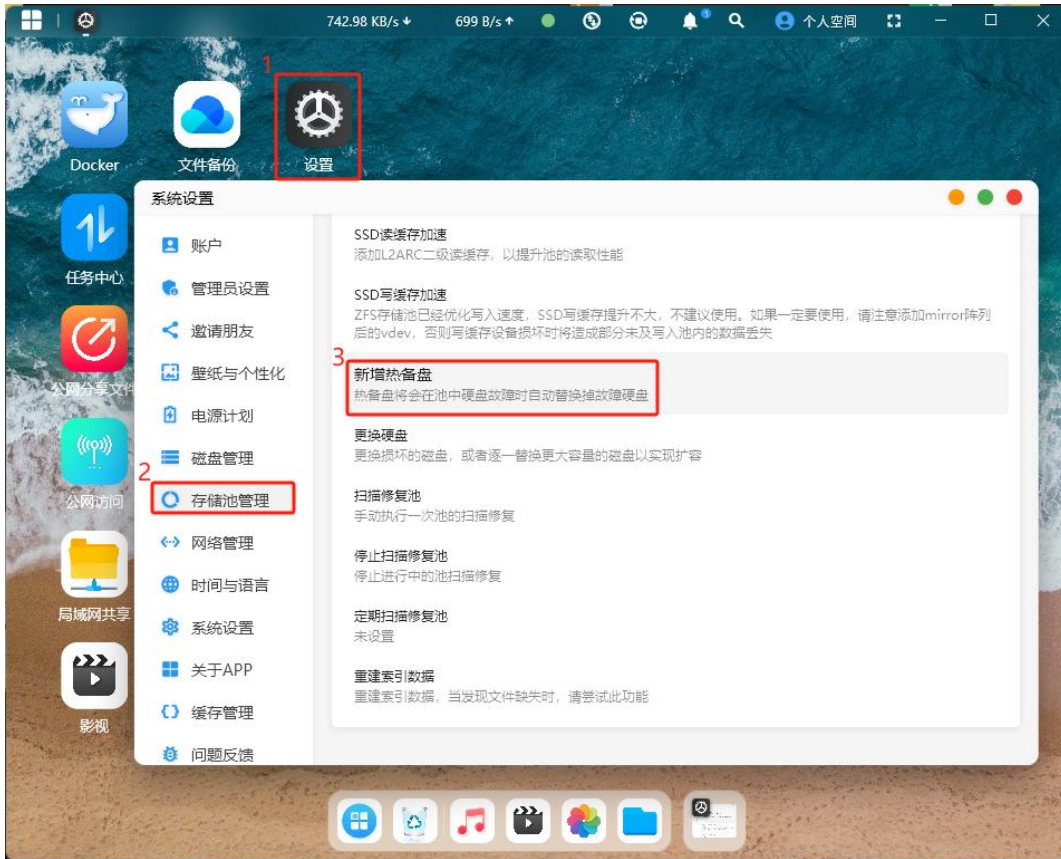 742.98 KB/s
699 B/s
个人空间
1
Docker
文件备份
设置
任务中心
公网分享文件
公网访问
局域网共享
影视
系统设置
账户
管理员设置
邀请朋友
壁纸与个性化
电源计划
磁盘管理
2
存储池管理
网络管理
时间与语言
系统设置
关于APP
缓存管理
问题反馈
SSD读缓存加速
添加L2ARC二级读缓存，以提升池的读取性能
SSD写缓存加速
ZFS存储池已经优化写入速度，SSD写缓存提升不大，不建议使用。如果一定要使用，请注意添加mirror阵列
后的vdev，否则写缓存设备损坏时将造成部分未及写入池内的数据丢失
3
新增热备盘
热备盘将会在池中硬盘故障时自动替换掉故障硬盘
更换硬盘
更换损坏的磁盘，或者逐一替换更大容量的磁盘以实现扩容
扫描修复池
手动执行一次池的扫描修复
停止扫描修复池
停止进行中的池扫描修复
定期扫描修复池
未设置
重建索引数据
重建索引数据，当发现文件缺失时，请尝试此功能